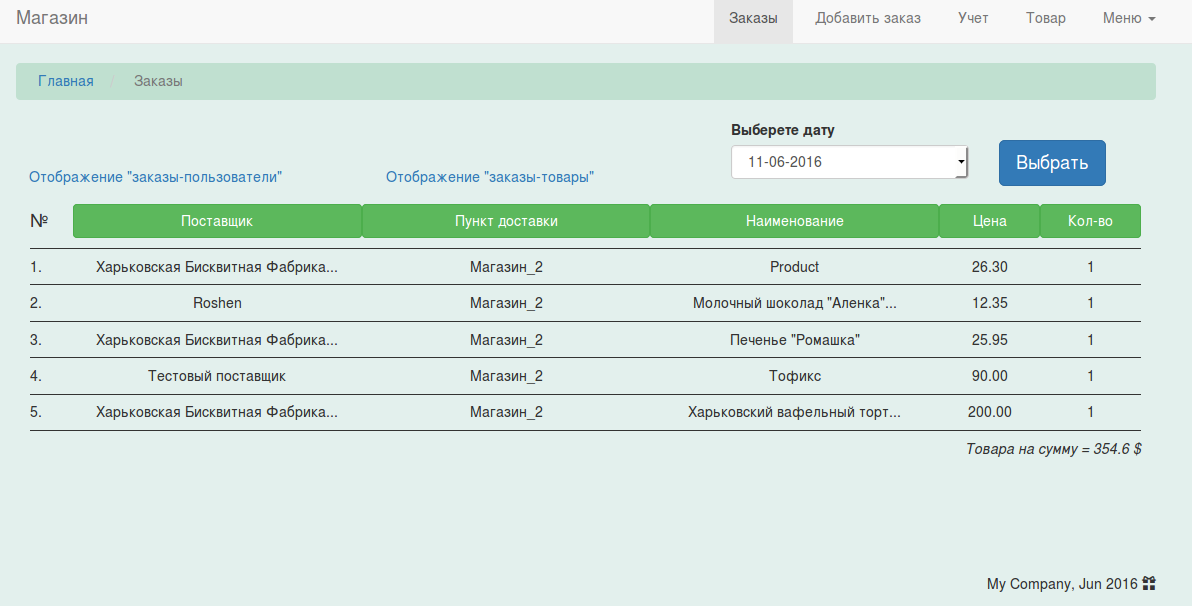 Магазин Заказы Добавить заказ Учет Товар Меню
Главная / Заказы
Выберете дату
11-06-2016 Выбрать
Отображение "заказы-пользователи" Отображение "заказы-товары"
№ Поставщик Пункт доставки Наименование Цена Кол-во
1. Харьковская Бисквитная Фабрика... Магазин_2 Product 26.30 1
2. Roshen Магазин_2 Молочный шоколад "Аленка"... 12.35 1
3. Харьковская Бисквитная Фабрика... Магазин_2 Печенье "Ромашка" 25.95 1
4. Тестовый поставщик Магазин_2 Тофикс 90.00 1
5. Харьковская Бисквитная Фабрика... Магазин_2 Харьковский вафельный торт... 200.00 1
Товара на сумму = 354.6 $
My Company, Jun 2016